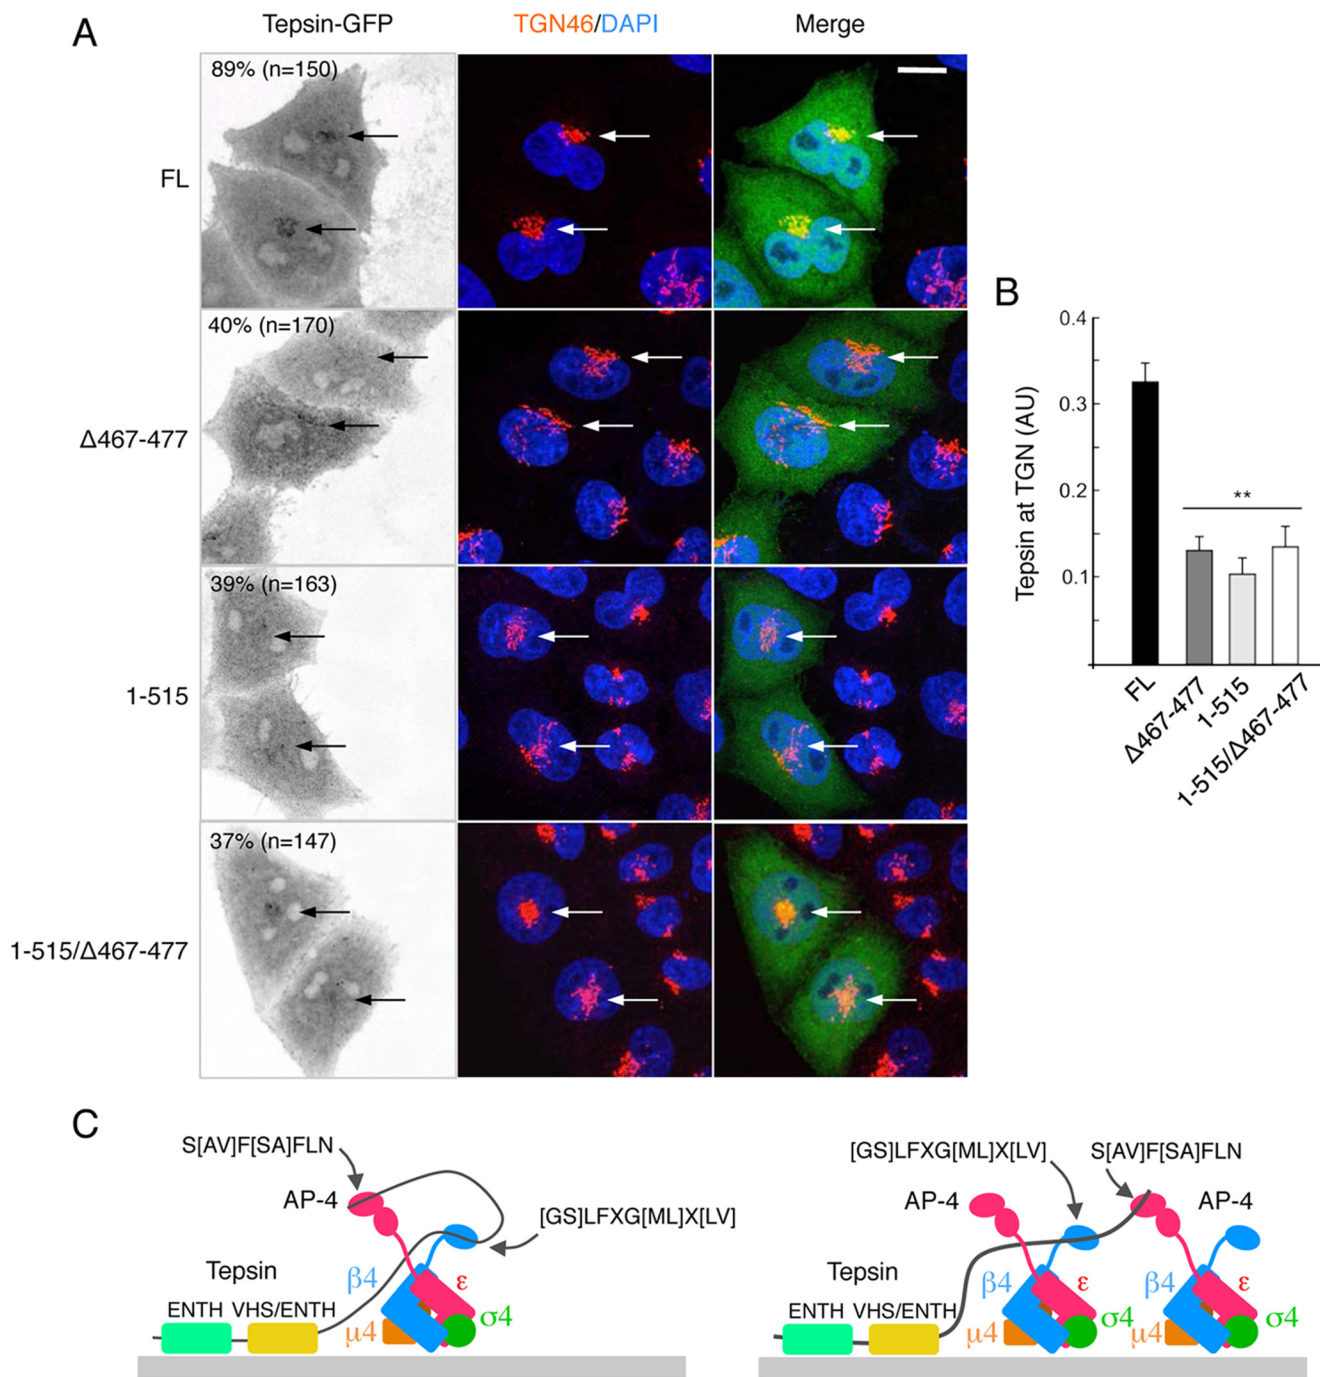 A
Tepsin-GFP
TGN46/DAPI
Merge
FL
89% (n=150)
Δ467-477
40% (n=170)
1-515
39% (n=163)
1-515/Δ467-477
37% (n=147)
B
Tepsin at TGN (AU)
0.4
0.3
0.2
0.1
**
FL
Δ467-477
1-515
1-515/Δ467-477
C
S[AV]F[SA]FLN
AP-4
[GS]LFXG[ML]X[LV]
Tepsin
ENTH
VHS/ENTH
β4
ε
μ4
σ4
[GS]LFXG[ML]X[LV]
S[AV]F[SA]FLN
AP-4
AP-4
Tepsin
ENTH
VHS/ENTH
β4
ε
μ4
σ4
β4
ε
μ4
σ4